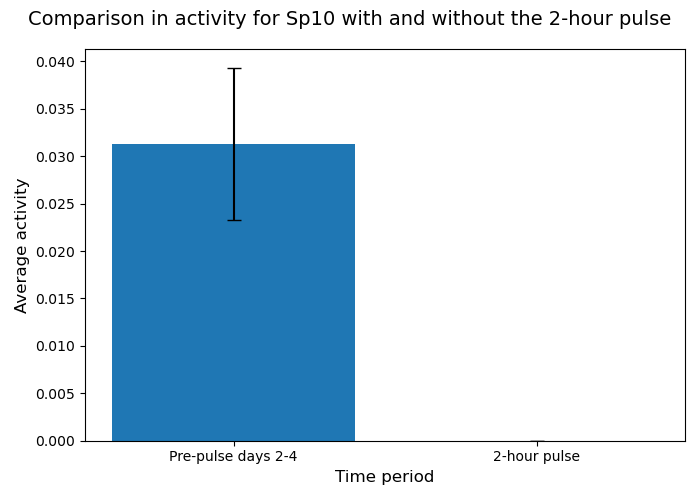 Comparison in activity for Sp10 with and without the 2-hour pulse
0.040
0.035
0.030
0.025
0.020
0.015
0.010
0.005
0.000
Average activity
Pre-pulse days 2-4
2-hour pulse
Time period